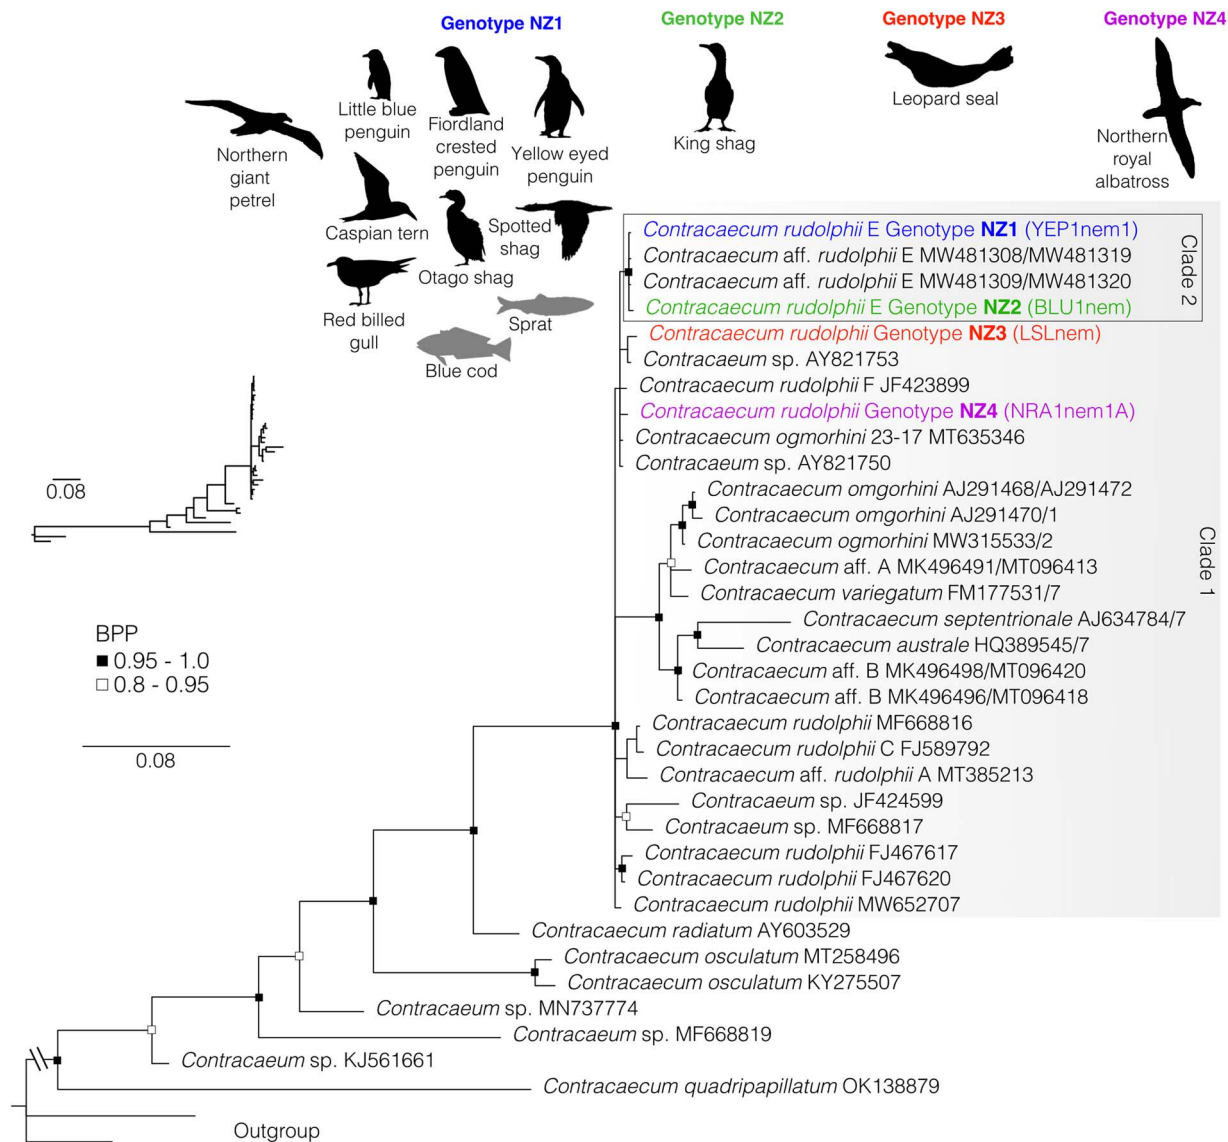 Genotype NZ1
Genotype NZ2
Genotype NZ3
Genotype NZ4
Northern
giant
petrel
Little blue
penguin
Fiordland
crested
penguin
Yellow eyed
penguin
Caspian tern
Otago shag
Spotted
shag
Red billed
gull
Sprat
Blue cod
King shag
Leopard seal
Northern
royal
albatross
Contracaecum rudolphii E Genotype NZ1 (YEP1nem1)
Contracaecum aff. rudolphii E MW481308/MW481319
Contracaecum aff. rudolphii E MW481309/MW481320
Contracaecum rudolphii E Genotype NZ2 (BLU1nem)
Clade 2
Contracaecum rudolphii Genotype NZ3 (LSLnem)
Contracaeum sp. AY821753
Contracaecum rudolphii F JF423899
Contracaecum rudolphii Genotype NZ4 (NRA1nem1A)
Contracaecum ogmorhini 23-17 MT635346
Contracaeum sp. AY821750
Contracaecum omgorhini AJ291468/AJ291472
Contracaecum omgorhini AJ291470/1
Contracaecum ogmorhini MW315533/2
Contracaecum aff. A MK496491/MT096413
Contracaecum variegatum FM177531/7
Contracaecum septentrionale AJ634784/7
Contracaecum australe HQ389545/7
Contracaecum aff. B MK496498/MT096420
Contracaecum aff. B MK496496/MT096418
Contracaecum rudolphii MF668816
Contracaecum rudolphii C FJ589792
Contracaecum aff. rudolphii A MT385213
Contracaeum sp. JF424599
Contracaeum sp. MF668817
Contracaecum rudolphii FJ467617
Contracaecum rudolphii FJ467620
Contracaecum rudolphii MW652707
Clade 1
Contracaecum radiatum AY603529
Contracaecum osculatum MT258496
Contracaecum osculatum KY275507
Contracaeum sp. MN737774
Contracaeum sp. MF668819
Contracaeum sp. KJ561661
Contracaecum quadripapillatum OK138879
Outgroup
0.08
BPP
0.95 - 1.0
0.8 - 0.95
0.08